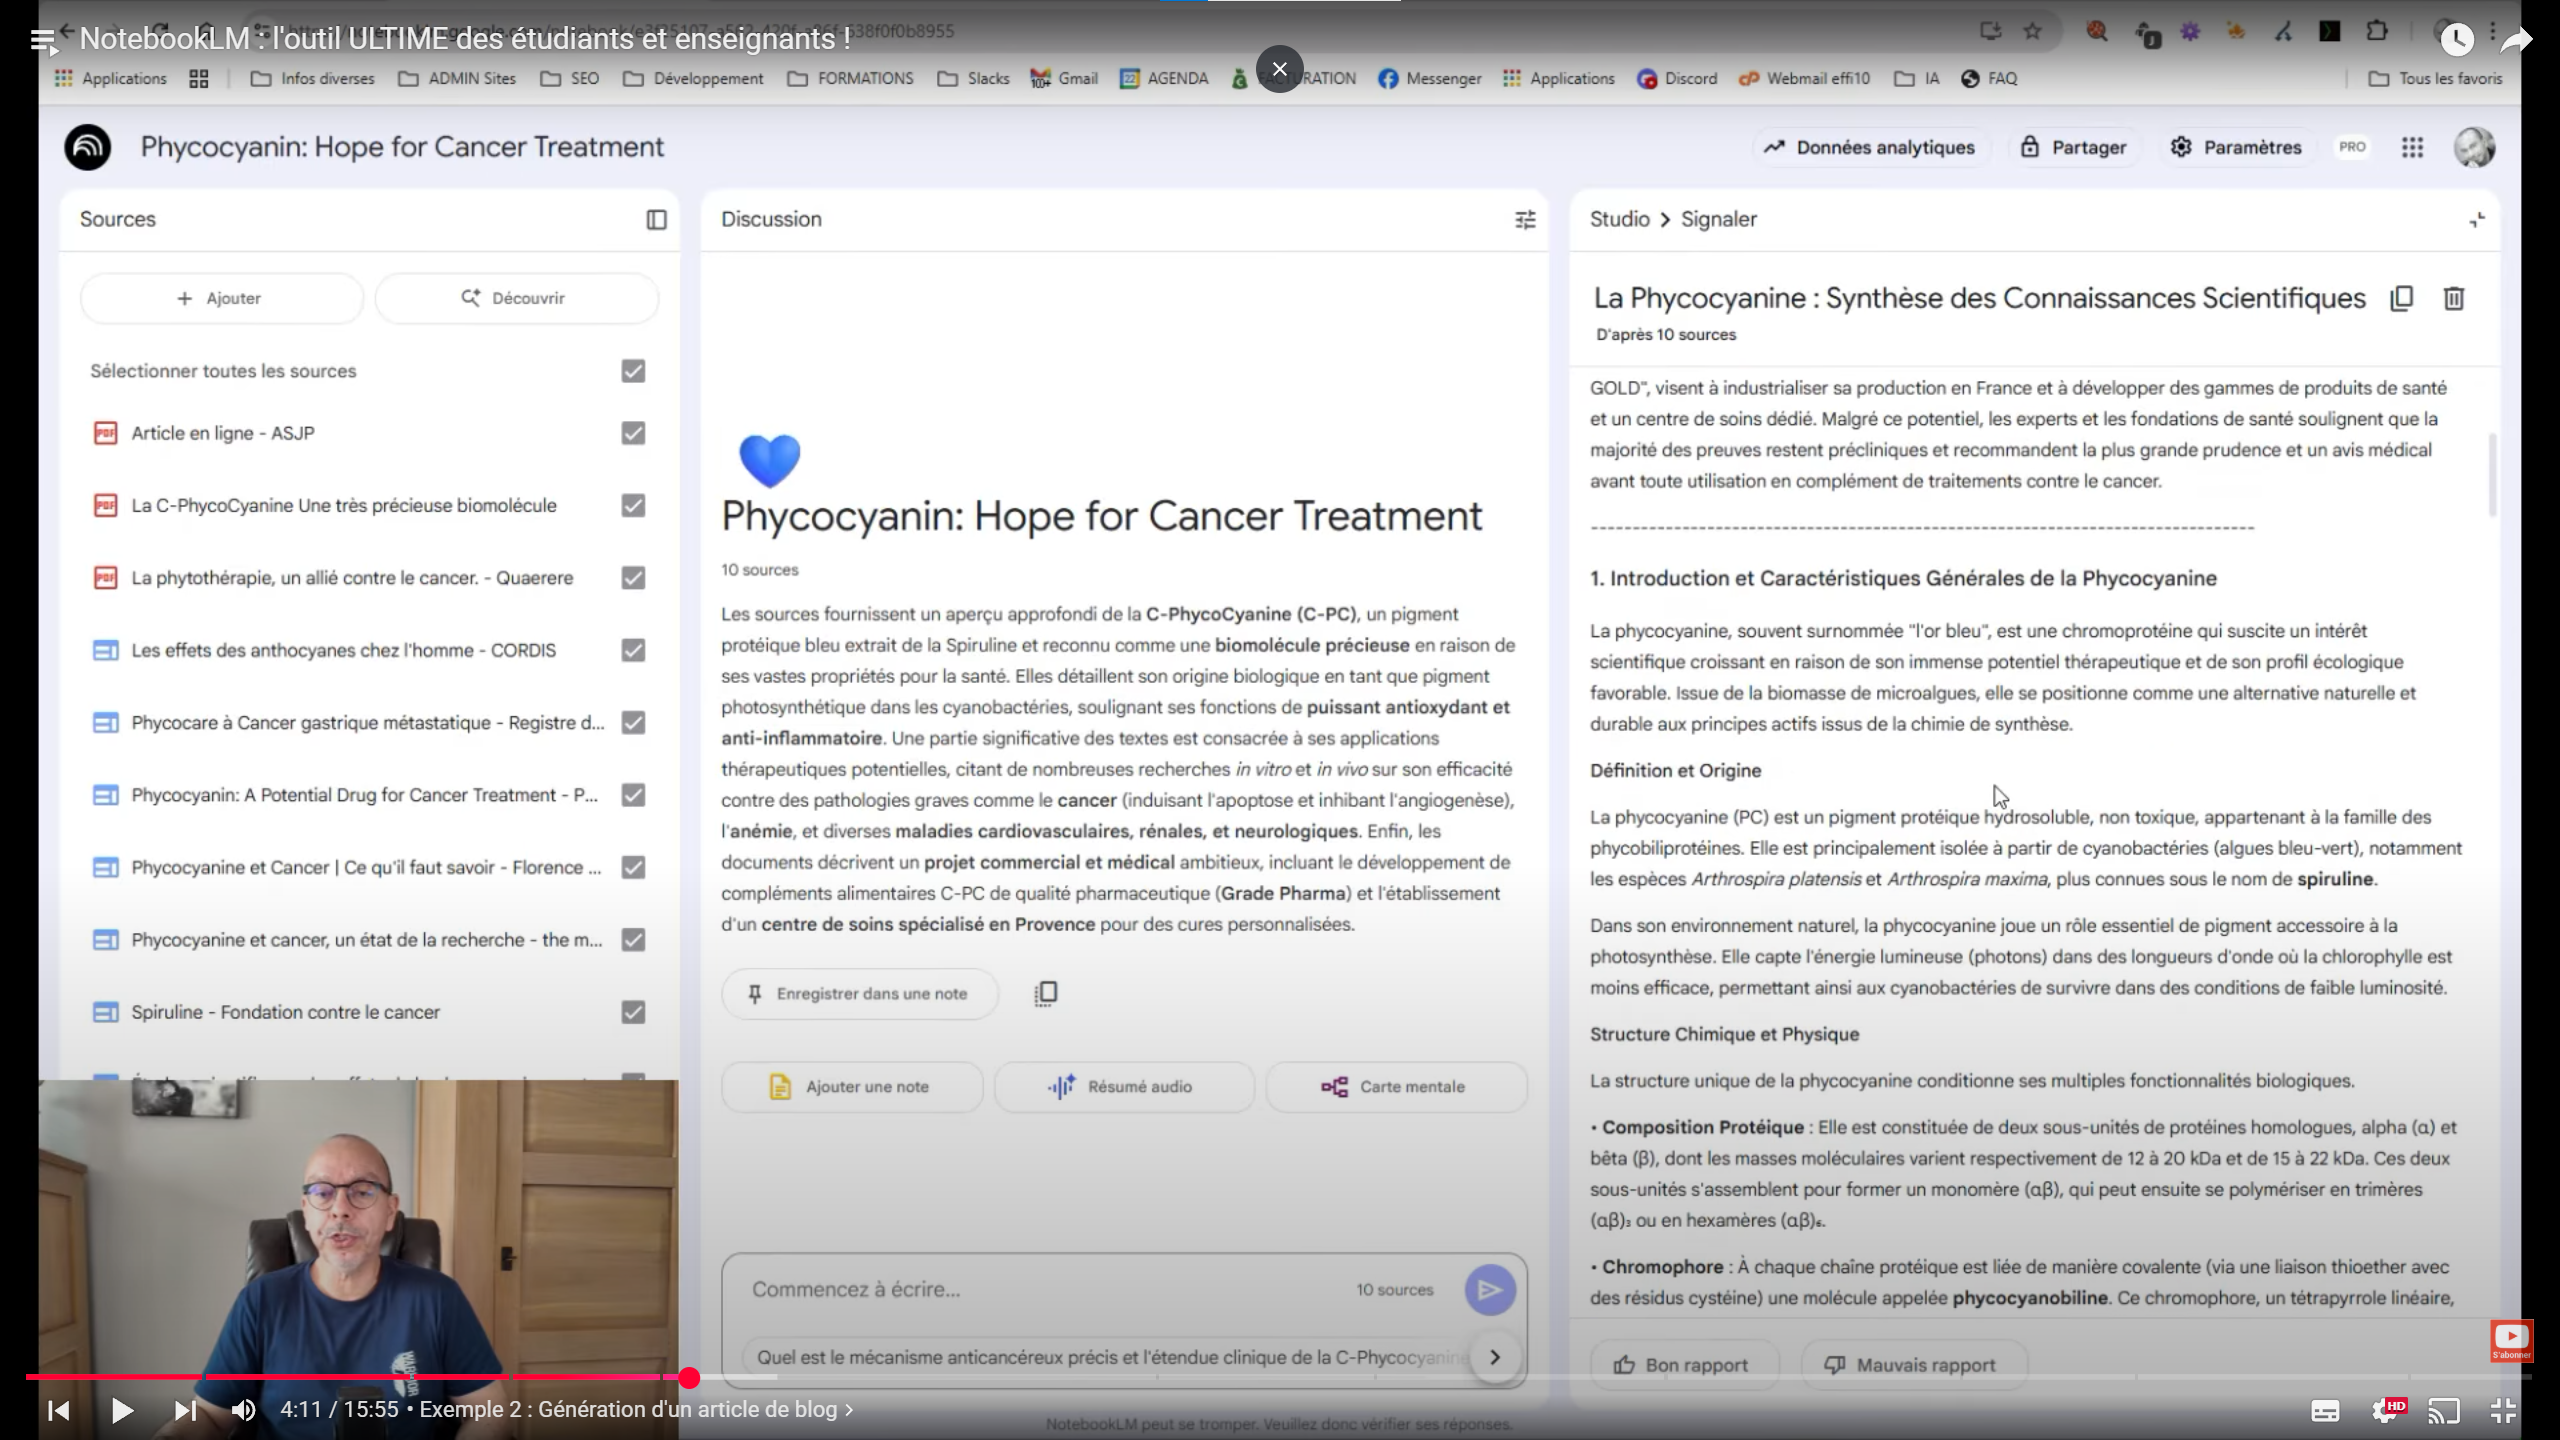 NotebookLM : l'outil ULTIME des étudiants et enseignants !
Applications
Infos diverses
ADMIN Sites
SEO
Développement
FORMATIONS
Slacks
Gmail
AGENDA
Messenger
Applications
Discord
Webmail effi10
IA
FAQ
Tous les favoris
Phycocyanin: Hope for Cancer Treatment
Données analytiques
Partager
Paramètres
PRO
Sources
Ajouter
Découvrir
Sélectionner toutes les sources
Article en ligne - ASJP
La C-PhycoCyanine Une très précieuse biomolécule
La phytothérapie, un allié contre le cancer. - Quaerere
Les effets des anthocyanes chez l'homme - CORDIS
Phycocare à Cancer gastrique métastatique - Registre d...
Phycocyanin: A Potential Drug for Cancer Treatment - P...
Phycocyanine et Cancer | Ce qu'il faut savoir - Florence ...
Phycocyanine et cancer, un état de la recherche - the m...
Spiruline - Fondation contre le cancer
Discussion
Phycocyanin: Hope for Cancer Treatment
10 sources
Les sources fournissent un aperçu approfondi de la C-PhycoCyanine (C-PC), un pigment
protéique bleu extrait de la Spiruline et reconnu comme une biomolécule précieuse en raison de
ses vastes propriétés pour la santé. Elles détaillent son origine biologique en tant que pigment
photosynthétique dans les cyanobactéries, soulignant ses fonctions de puissant antioxydant et
anti-inflammatoire. Une partie significative des textes est consacrée à ses applications
thérapeutiques potentielles, citant de nombreuses recherches in vitro et in vivo sur son efficacité
contre des pathologies graves comme le cancer (induisant l'apoptose et inhibant l'angiogenèse),
l'anémie, et diverses maladies cardiovasculaires, rénales, et neurologiques. Enfin, les
documents décrivent un projet commercial et médical ambitieux, incluant le développement de
compléments alimentaires C-PC de qualité pharmaceutique (Grade Pharma) et l'établissement
d'un centre de soins spécialisé en Provence pour des cures personnalisées.
Enregistrer dans une note
Ajouter une note
Résumé audio
Carte mentale
Commencez à écrire...
10 sources
Quel est le mécanisme anticancéreux précis et l'étendue clinique de la C-Phycocyanine
NotebookLM peut se tromper. Veuillez donc vérifier ses réponses.
Studio > Signaler
La Phycocyanine : Synthèse des Connaissances Scientifiques
D'après 10 sources
GOLD", visent à industrialiser sa production en France et à développer des gammes de produits de santé
et un centre de soins dédié. Malgré ce potentiel, les experts et les fondations de santé soulignent que la
majorité des preuves restent précliniques et recommandent la plus grande prudence et un avis médical
avant toute utilisation en complément de traitements contre le cancer.
--------------------------------------------------------------------------------
1. Introduction et Caractéristiques Générales de la Phycocyanine
La phycocyanine, souvent surnommée "l'or bleu", est une chromoprotéine qui suscite un intérêt
scientifique croissant en raison de son immense potentiel thérapeutique et de son profil écologique
favorable. Issue de la biomasse de microalgues, elle se positionne comme une alternative naturelle et
durable aux principes actifs issus de la chimie de synthèse.
Définition et Origine
La phycocyanine (PC) est un pigment protéique hydrosoluble, non toxique, appartenant à la famille des
phycobiliprotéines. Elle est principalement isolée à partir de cyanobactéries (algues bleu-vert), notamment
les espèces Arthrospira platensis et Arthrospira maxima, plus connues sous le nom de spiruline.
Dans son environnement naturel, la phycocyanine joue un rôle essentiel de pigment accessoire à la
photosynthèse. Elle capte l'énergie lumineuse (photons) dans des longueurs d'onde où la chlorophylle est
moins efficace, permettant ainsi aux cyanobactéries de survivre dans des conditions de faible luminosité.
Structure Chimique et Physique
La structure unique de la phycocyanine conditionne ses multiples fonctionnalités biologiques.
• Composition Protéique : Elle est constituée de deux sous-unités de protéines homologues, alpha (α) et
bêta (β), dont les masses moléculaires varient respectivement de 12 à 20 kDa et de 15 à 22 kDa. Ces deux
sous-unités s'assemblent pour former un monomère (αβ), qui peut ensuite se polymériser en trimères
(αβ)₃ ou en hexamères (αβ)₆.
• Chromophore : À chaque chaîne protéique est liée de manière covalente (via une liaison thioether avec
des résidus cystéine) une molécule appelée phycocyanobiline. Ce chromophore, un tétrapyrrole linéaire,
Bon rapport
Mauvais rapport
S'abonner
4:11 / 15:55 • Exemple 2 : Génération d'un article de blog >
HD